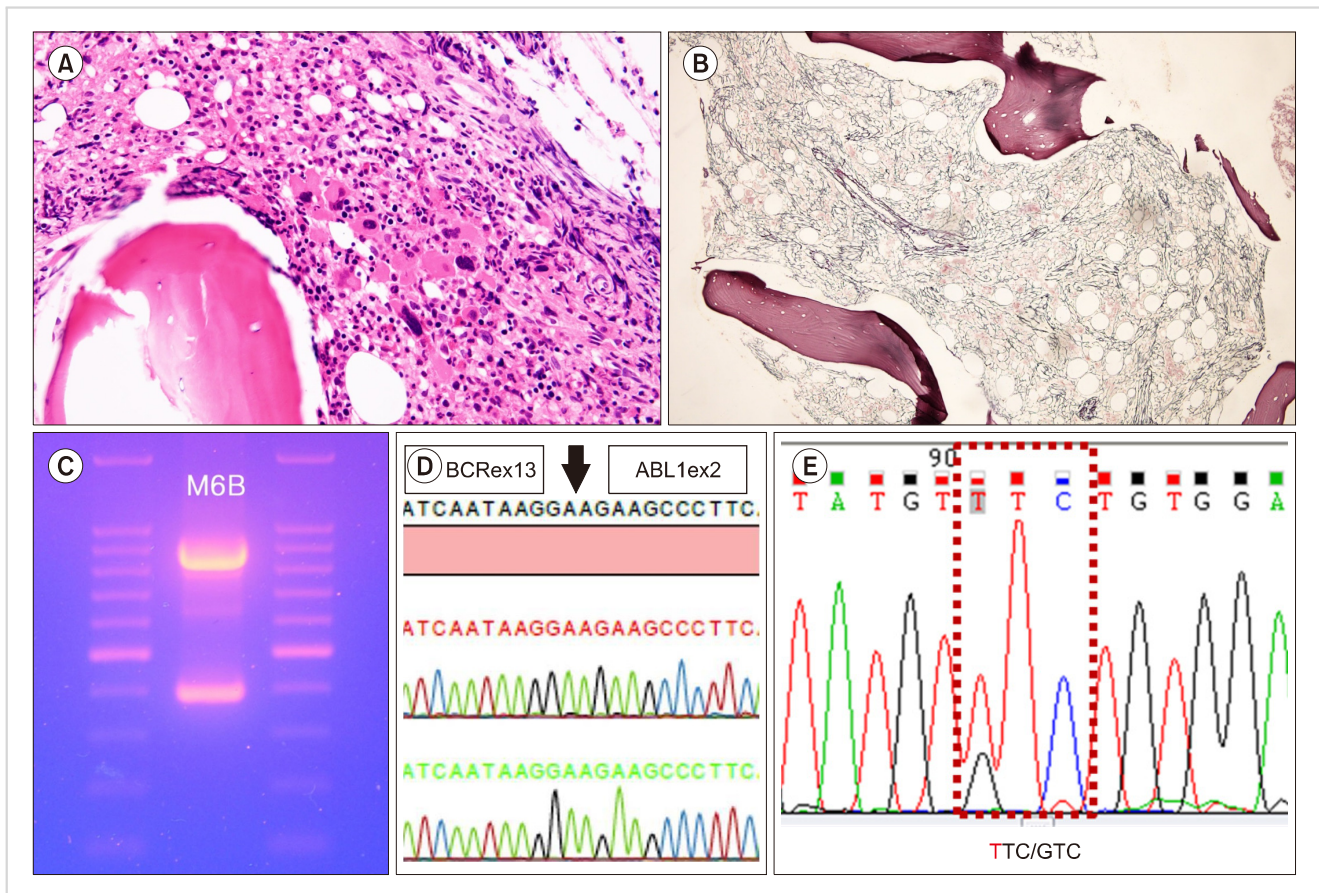 A
B
C
M6B
D
BCRex13
ABL1ex2
ATCAATAAGGAAGAAGCCCTTC
ATCAATAAGGAAGAAGCCCTTC
ATCAATAAGGAAGAAGCCCTTC
E
90
T A T G T T T C T G T G G A
TTC/GTC